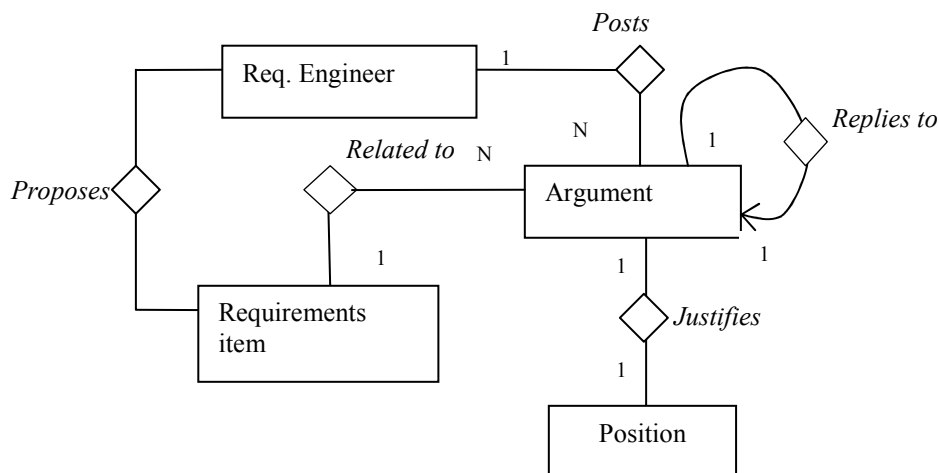 Posts
Req. Engineer
1
Replies to
1
N
Related to
N
Proposes
Argument
1
1
1
Requirements
item
Justifies
1
Position